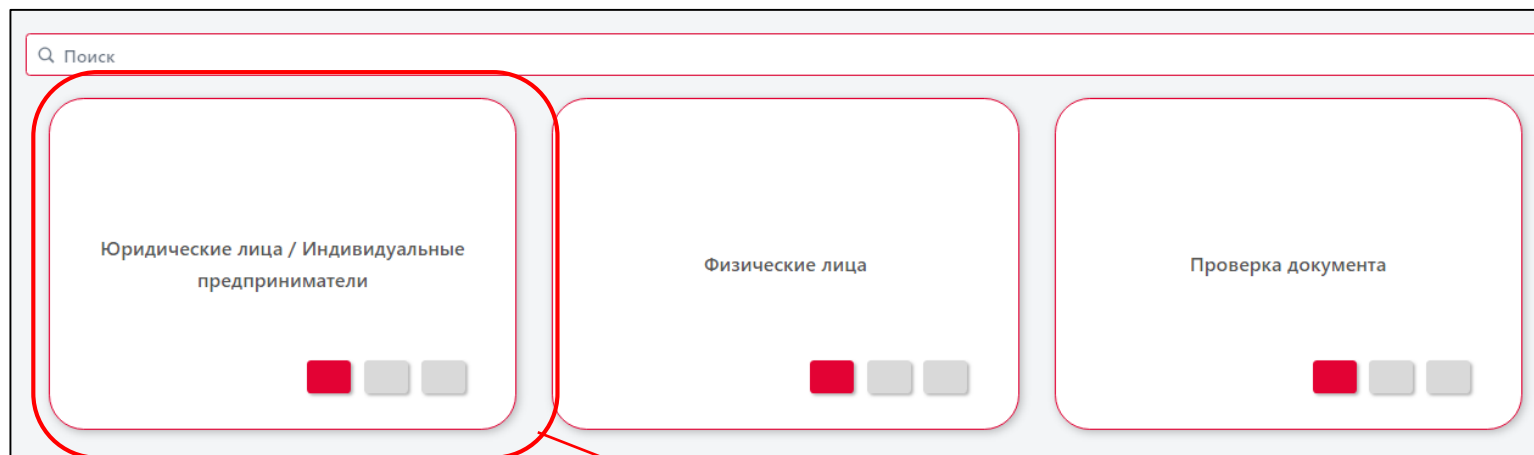 Поиск
Юридические лица / Индивидуальные
предприниматели
Физические лица
Проверка документа